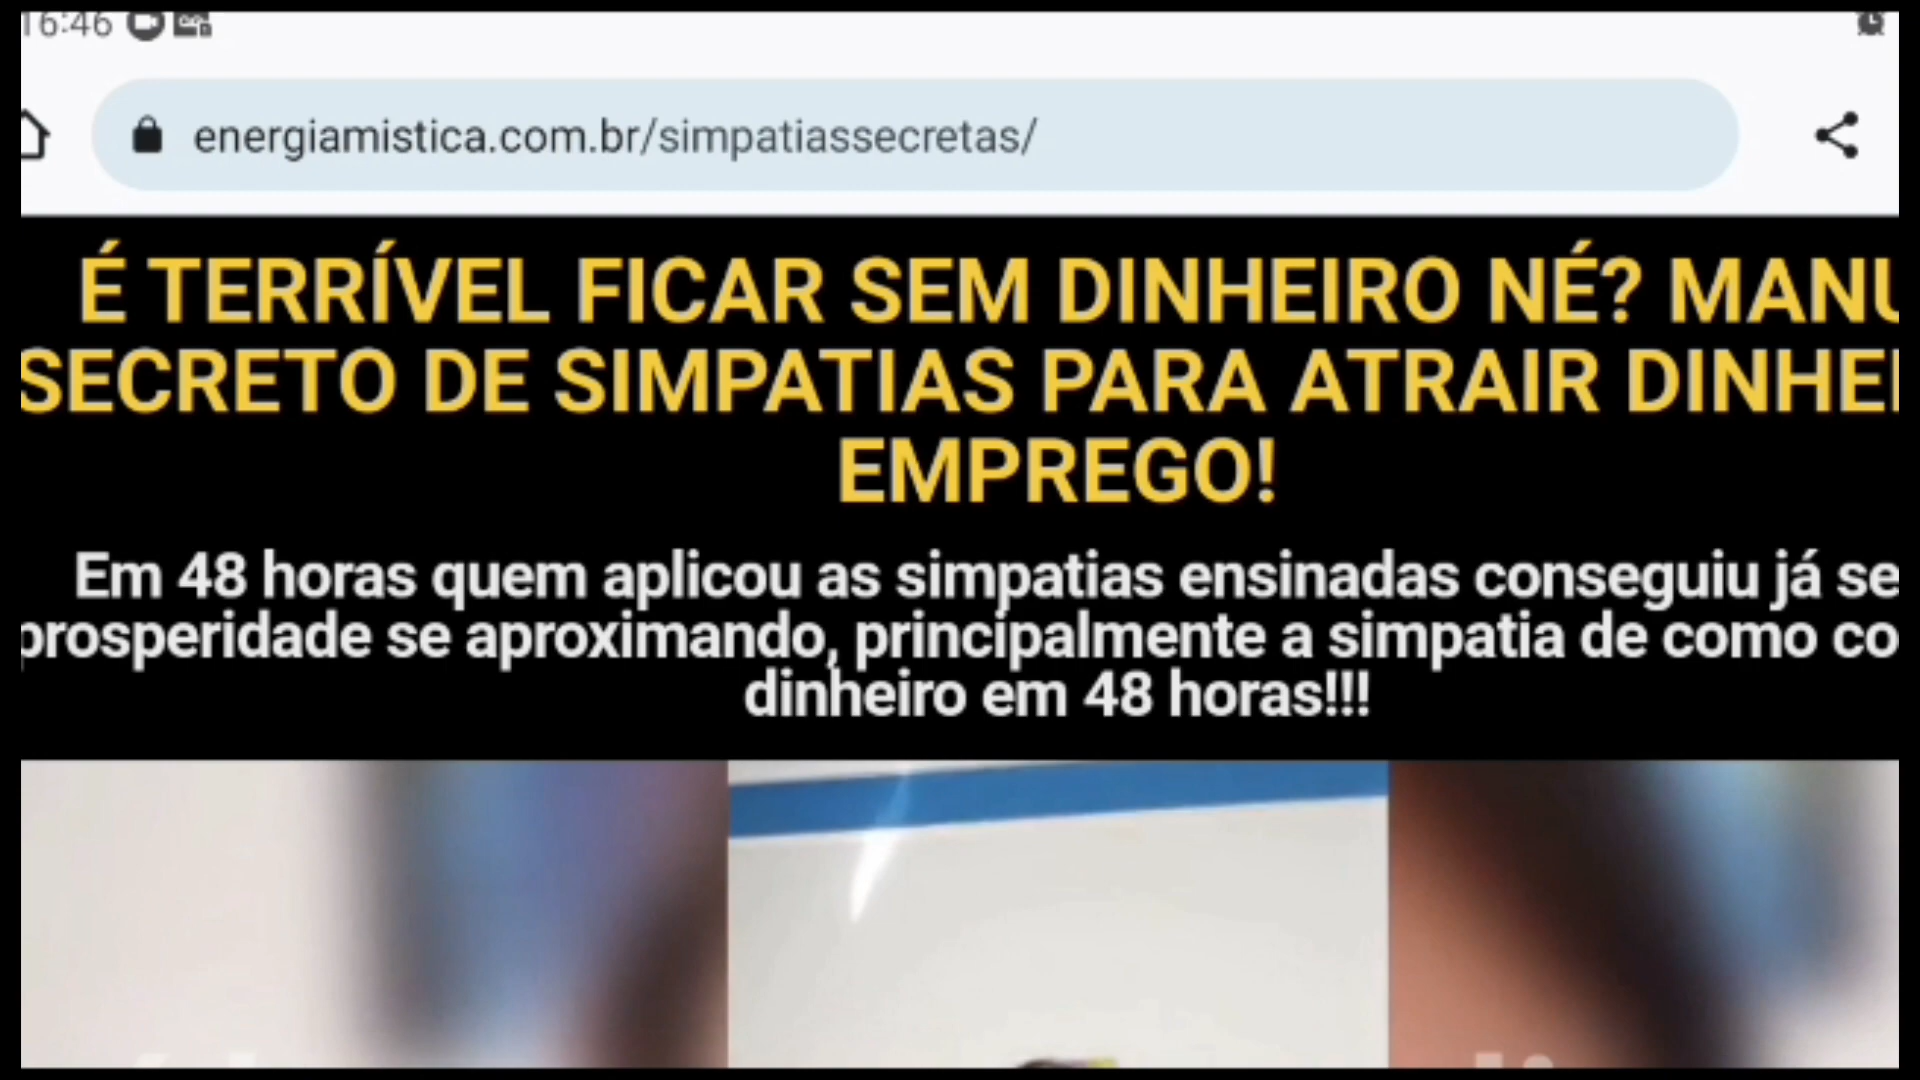 16:46
energiamistica.com.br/simpatiassecretas/
É TERRÍVEL FICAR SEM DINHEIRO NÉ?
SECRETO DE SIMPATIAS PARA ATRAIR
EMPREGO!
Em 48 horas quem aplicou as simpatias ensinadas conseguiu já
prosperidade se aproximando, principalmente a simpatia de como
dinheiro em 48 horas!!!